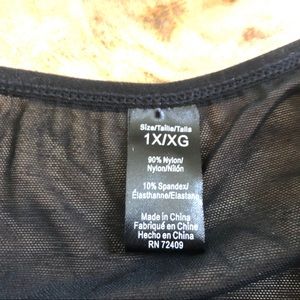 Size/Taille/Talla
1X/XG
90% Nylon/
Nylon/Nilón
10% Spandex/
Élasthanne/Elastano
Made in China
Fabriqué en Chine
Hecho en China
RN 72409